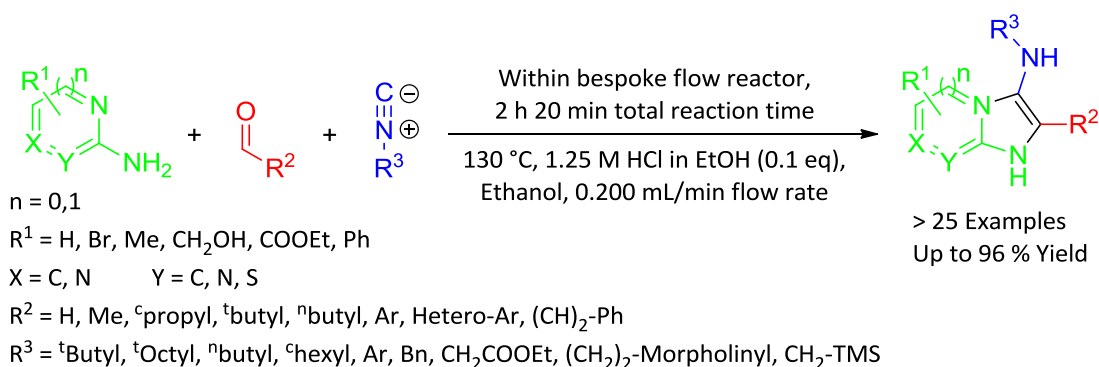 R¹ ( )n N X Y NH₂ + O R² + C ⊖ N ⊕ R³
Within bespoke flow reactor,
2 h 20 min total reaction time
130 °C, 1.25 M HCl in EtOH (0.1 eq),
Ethanol, 0.200 mL/min flow rate
R³ NH R¹ ( )n N R² X Y N H
n = 0,1
R¹ = H, Br, Me, CH₂OH, COOEt, Ph
X = C, N Y = C, N, S
R² = H, Me, ᶜpropyl, ᵗbutyl, ⁿbutyl, Ar, Hetero-Ar, (CH)₂-Ph
R³ = ᵗButyl, ᵗOctyl, ⁿbutyl, ᶜhexyl, Ar, Bn, CH₂COOEt, (CH₂)₂-Morpholinyl, CH₂-TMS
> 25 Examples
Up to 96 % Yield